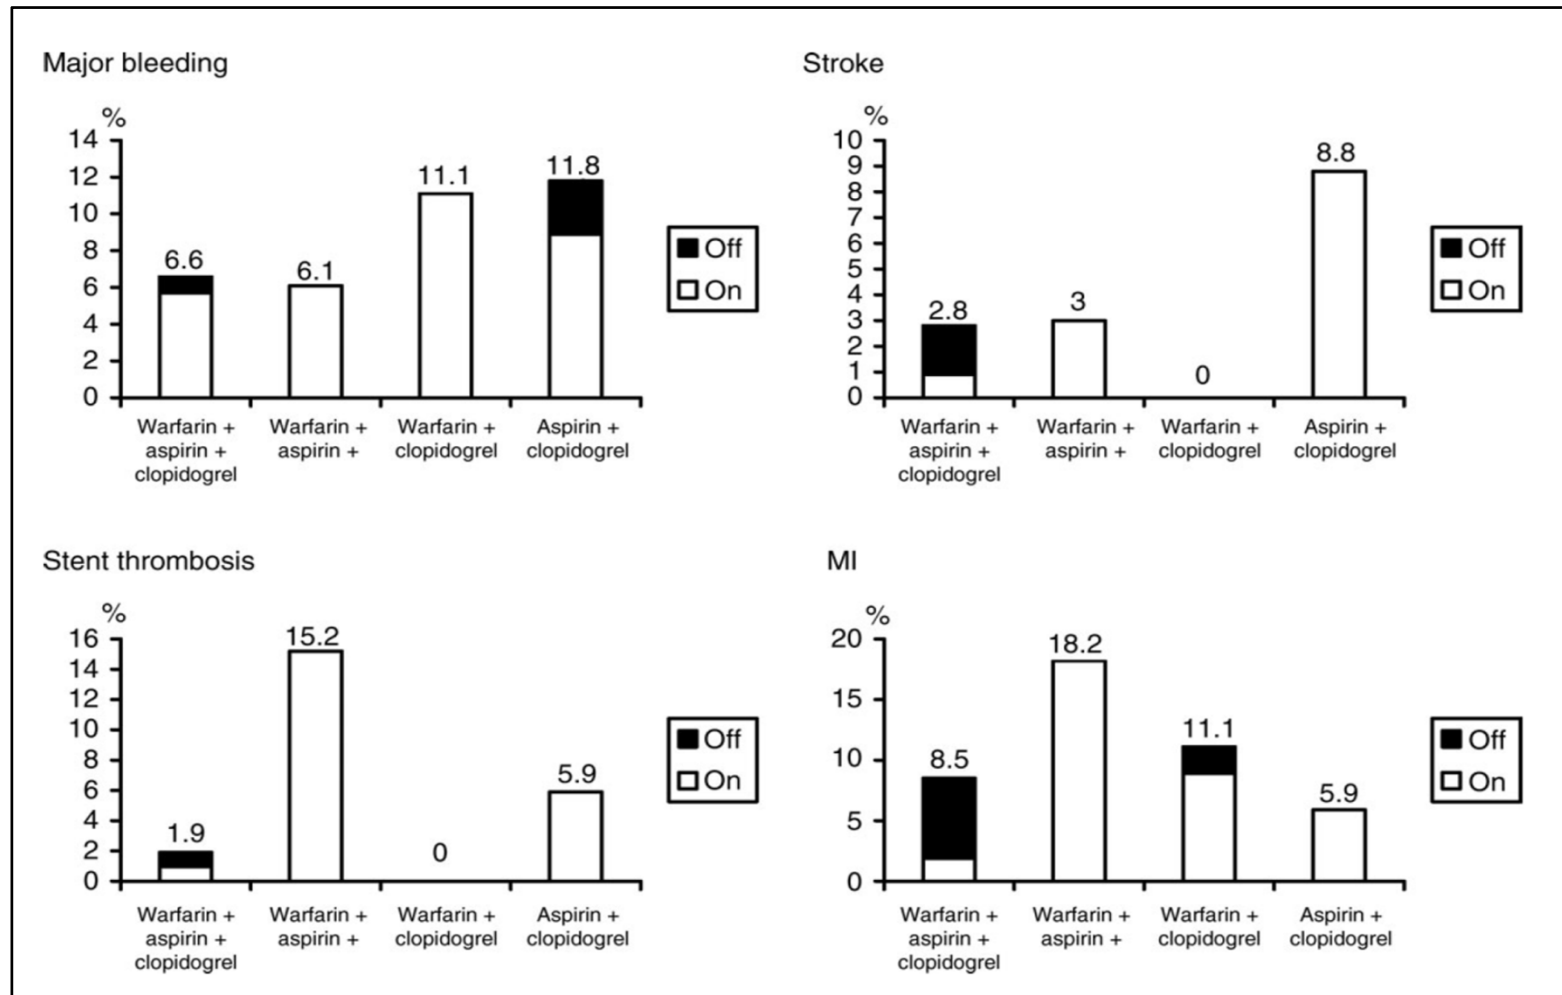 Major bleeding
%
14
12
10
8
6
4
2
0
6.6
6.1
11.1
11.8
Warfarin +
aspirin +
clopidogrel
Warfarin +
aspirin +
Warfarin +
clopidogrel
Aspirin +
clopidogrel
Off
On
Stroke
%
10
9
8
7
6
5
4
3
2
1
0
2.8
3
0
8.8
Warfarin +
aspirin +
clopidogrel
Warfarin +
aspirin +
Warfarin +
clopidogrel
Aspirin +
clopidogrel
Off
On
Stent thrombosis
%
16
14
12
10
8
6
4
2
0
1.9
15.2
0
5.9
Warfarin +
aspirin +
clopidogrel
Warfarin +
aspirin +
Warfarin +
clopidogrel
Aspirin +
clopidogrel
Off
On
MI
%
20
15
10
5
0
8.5
18.2
11.1
5.9
Warfarin +
aspirin +
clopidogrel
Warfarin +
aspirin +
Warfarin +
clopidogrel
Aspirin +
clopidogrel
Off
On